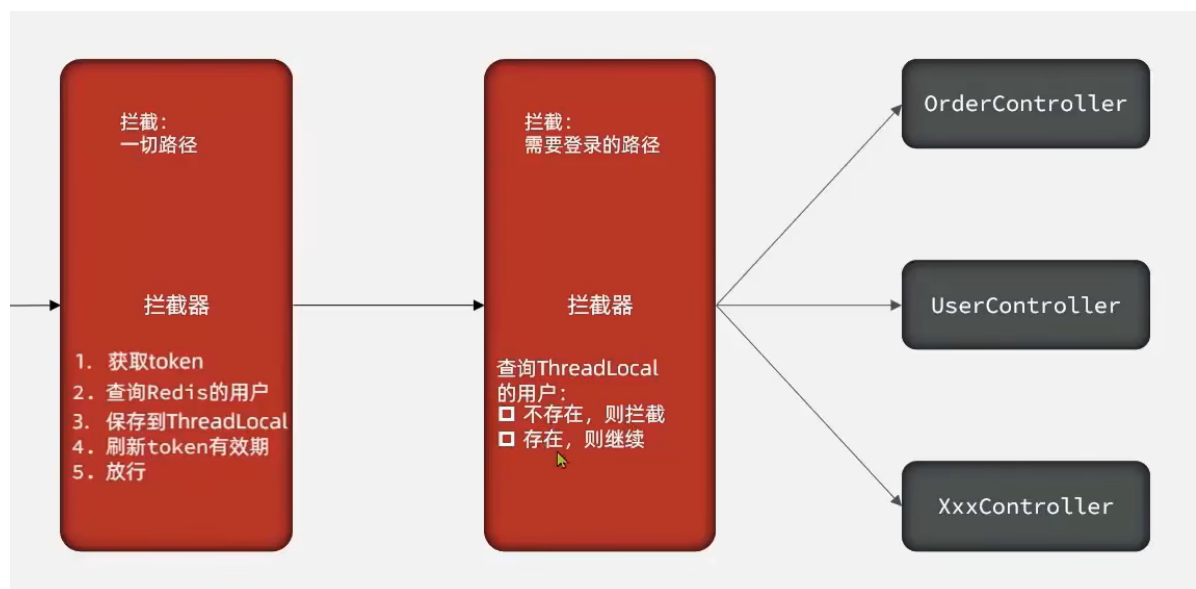 拦截：
一切路径
拦截器
1. 获取token
2. 查询Redis的用户
3. 保存到ThreadLocal
4. 刷新token有效期
5. 放行
拦截：
需要登录的路径
拦截器
查询ThreadLocal
的用户：
不存在，则拦截
存在，则继续
OrderController
UserController
XxxController